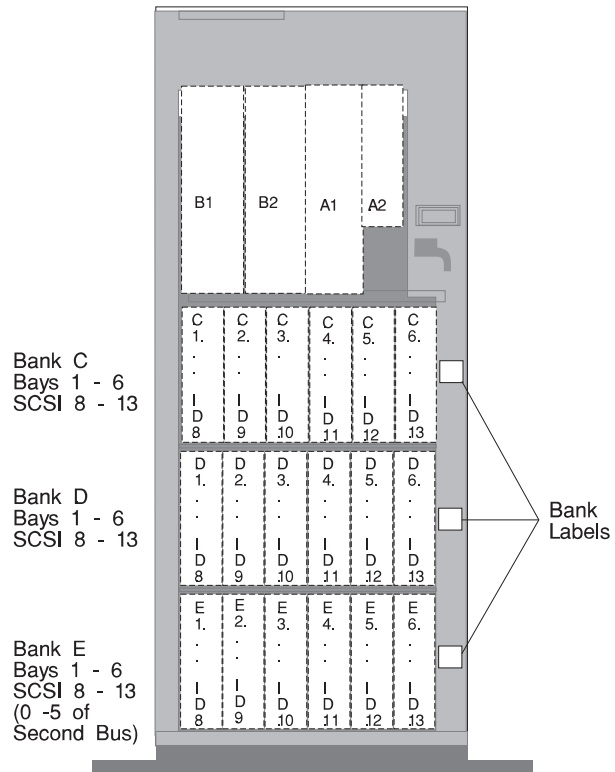 B1 B2 A1 A2
Bank C
Bays 1 - 6
SCSI 8 - 13
C C C C C C
1. 2. 3. 4. 5. 6.
. . . . . .
. . . . . .
I I I I I I
D D D D D D
8 9 .10 .11 .12 .13
Bank D
Bays 1 - 6
SCSI 8 - 13
D D D D D D
1. 2. 3. 4. 5. 6.
. . . . . .
. . . . . .
I I I I I I
D D D D D D
8 9 .10 .11 .12 .13
Bank
Labels
Bank E
Bays 1 - 6
SCSI 8 - 13
(0 -5 of
Second Bus)
E E E E E E
1. 2. 3. 4. 5. 6.
. . . . . .
. . . . . .
I I I I I I
D D D D D D
8 9 .10 .11 .12 .13